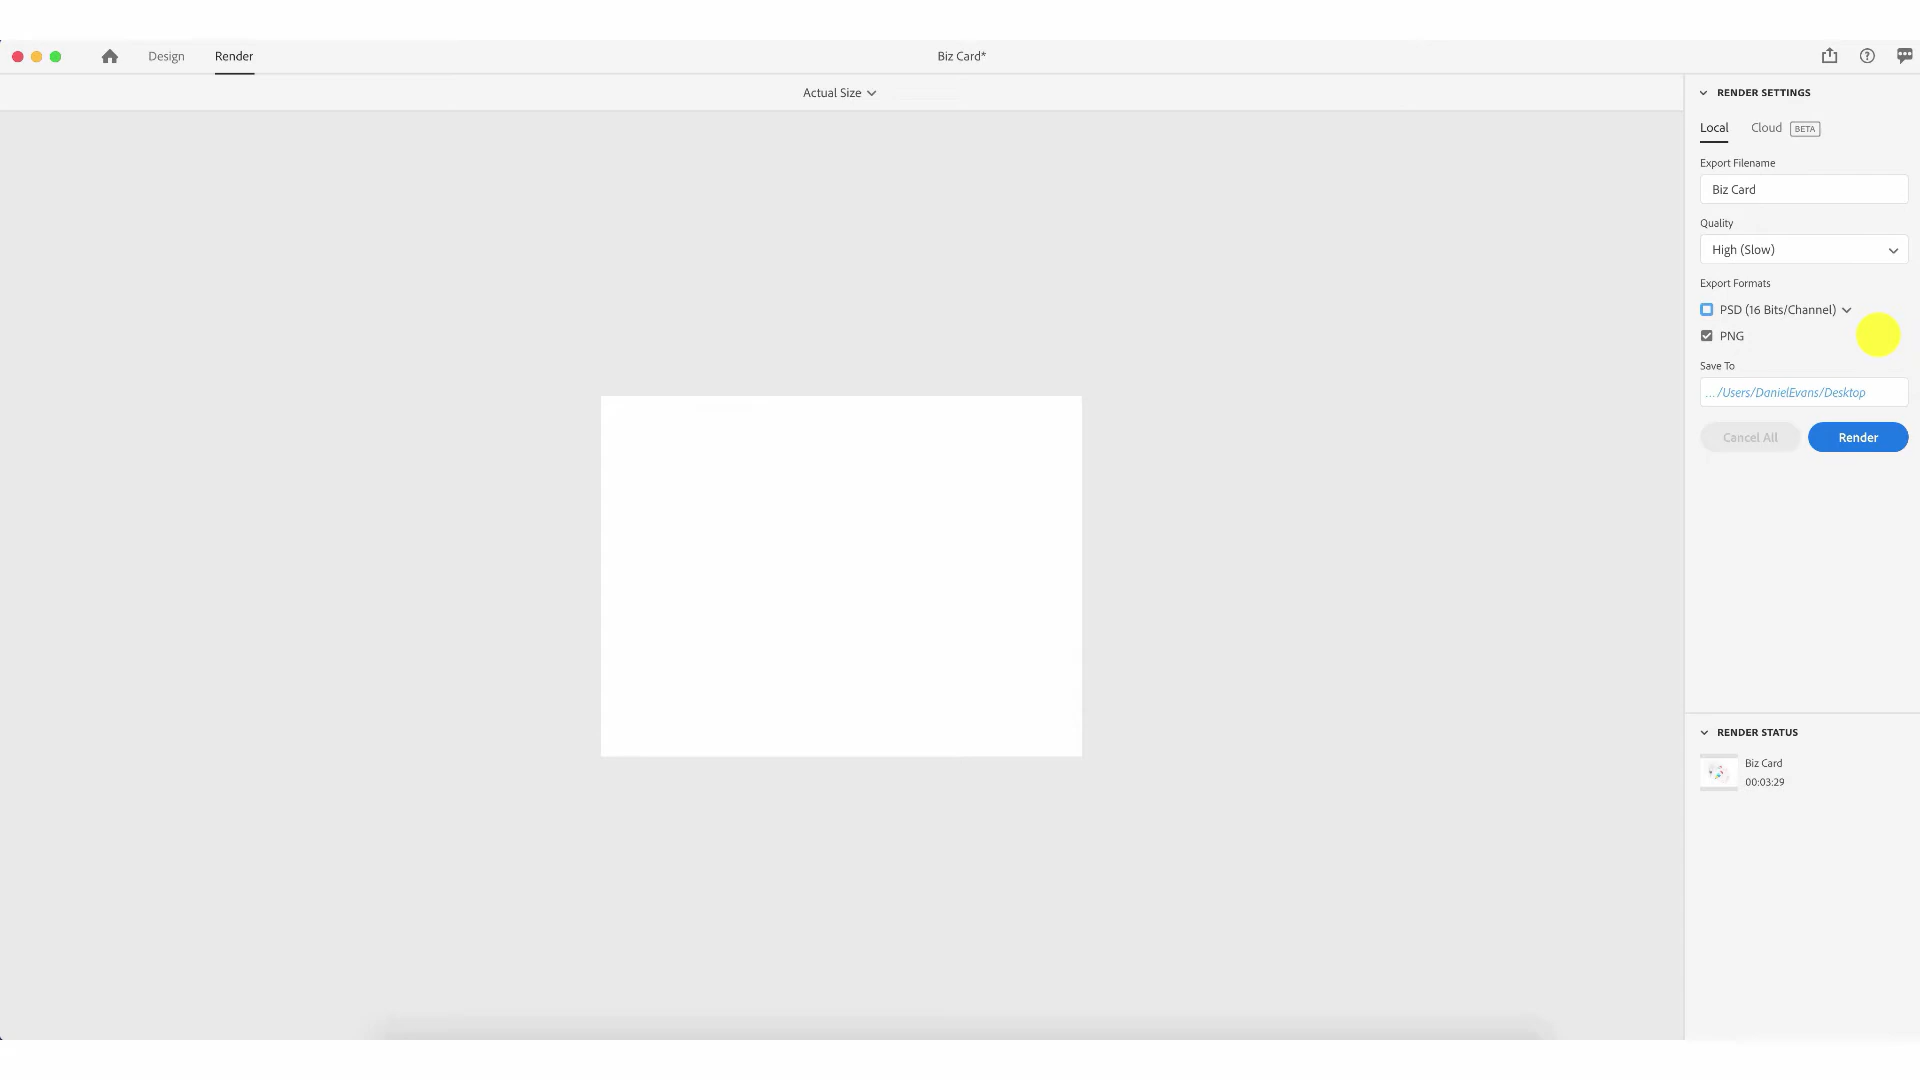 Design
Render
Biz Card*
Actual Size
RENDER SETTINGS
Local
Cloud
BETA
Export Filename
Biz Card
Quality
High (Slow)
Export Formats
PSD (16 Bits/Channel)
PNG
Save To
... /Users/DanielEvans/Desktop
Cancel All
Render
RENDER STATUS
Biz Card
00:03:29